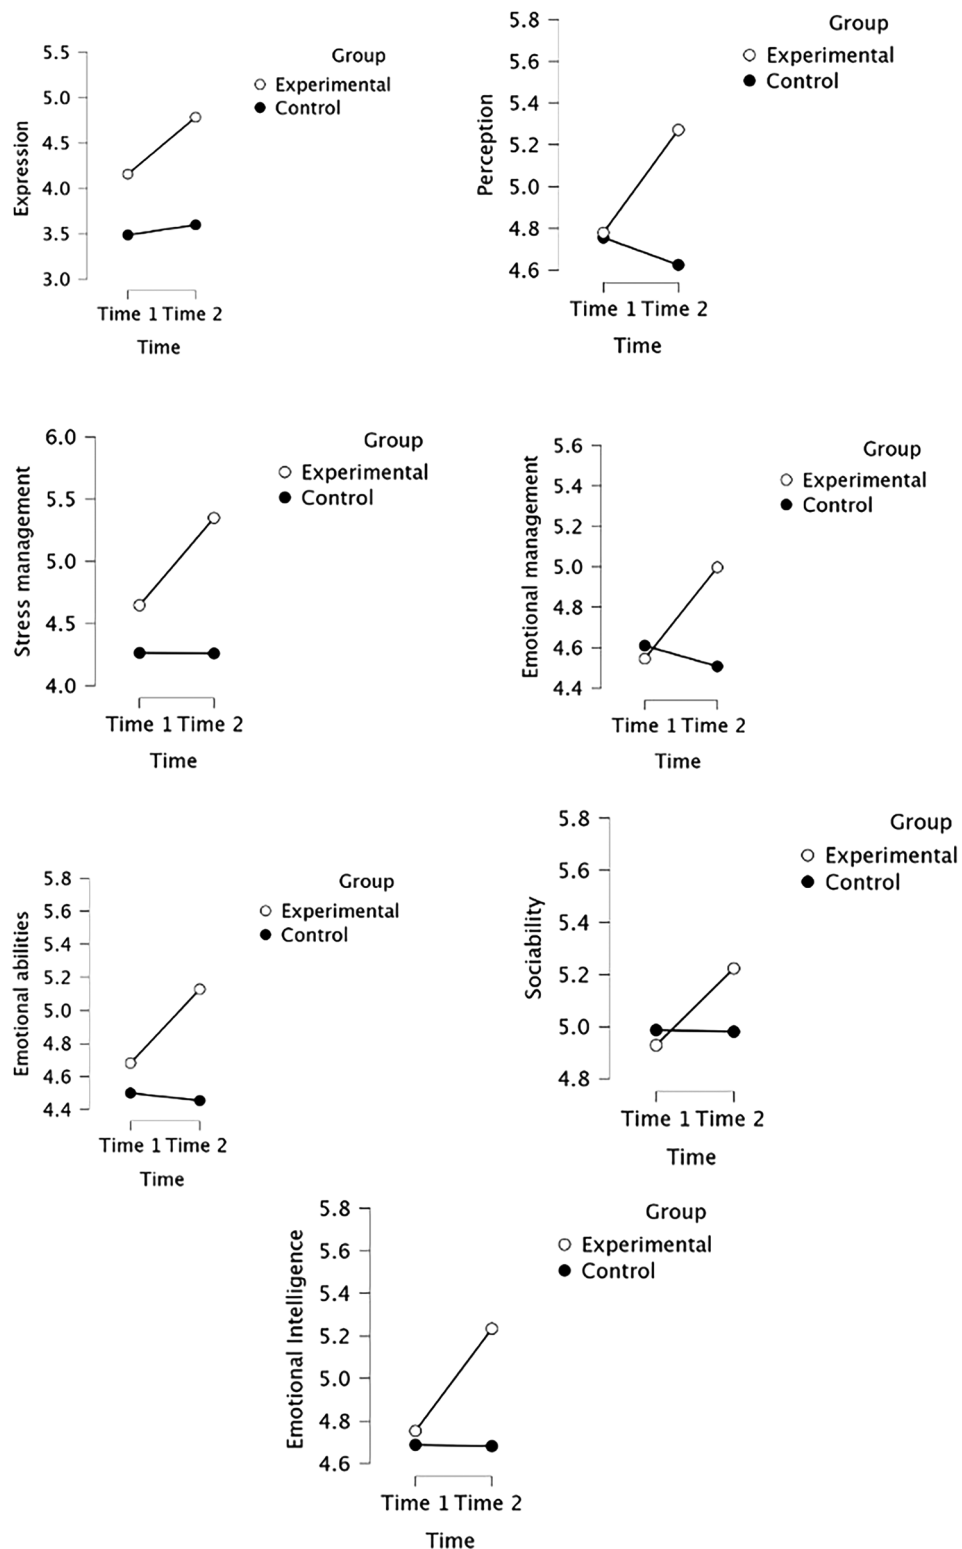 Expression
5.5
5.0
4.5
4.0
3.5
3.0
Group
Experimental
Control
Time 1 Time 2
Time
Perception
5.8
5.6
5.4
5.2
5.0
4.8
4.6
Group
Experimental
Control
Time 1 Time 2
Time
Stress management
6.0
5.5
5.0
4.5
4.0
Group
Experimental
Control
Time 1 Time 2
Time
Emotional management
5.6
5.4
5.2
5.0
4.8
4.6
4.4
Group
Experimental
Control
Time 1 Time 2
Time
Emotional abilities
5.8
5.6
5.4
5.2
5.0
4.8
4.6
4.4
Group
Experimental
Control
Time 1 Time 2
Time
Sociability
5.8
5.6
5.4
5.2
5.0
4.8
Group
Experimental
Control
Time 1 Time 2
Time
Emotional Intelligence
5.8
5.6
5.4
5.2
5.0
4.8
4.6
Group
Experimental
Control
Time 1 Time 2
Time